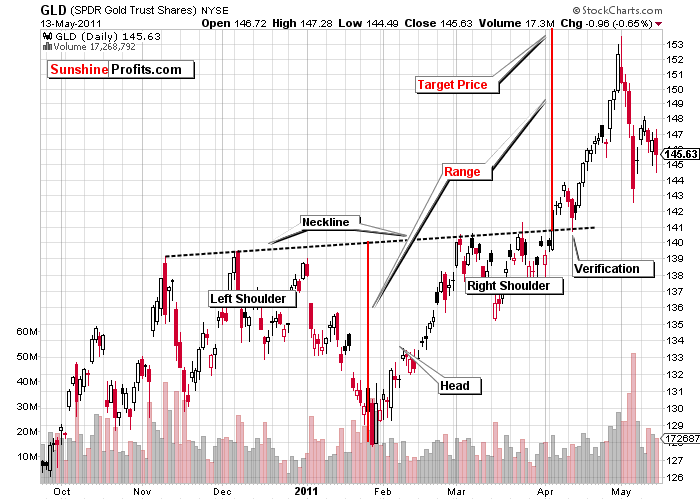 GLD (SPDR Gold Trust Shares) NYSE
© StockCharts.com
13-May-2011
Open 146.72 High 147.28 Low 144.49 Close 145.63 Volume 17.3M Chg -0.96 (-0.65%)
GLD (Daily) 145.63
Volume 17,268,792
SunshineProfits.com
Target Price
Range
Neckline
Left Shoulder
Right Shoulder
Verification
Head
153
152
151
150
149
148
147
146
145.63
144
143
142
141
140
139
138
137
136
135
134
133
132
131
130
129
128
172687
127
126
60M
50M
40M
30M
20M
10M
Oct
Nov
Dec
2011
Feb
Mar
Apr
May